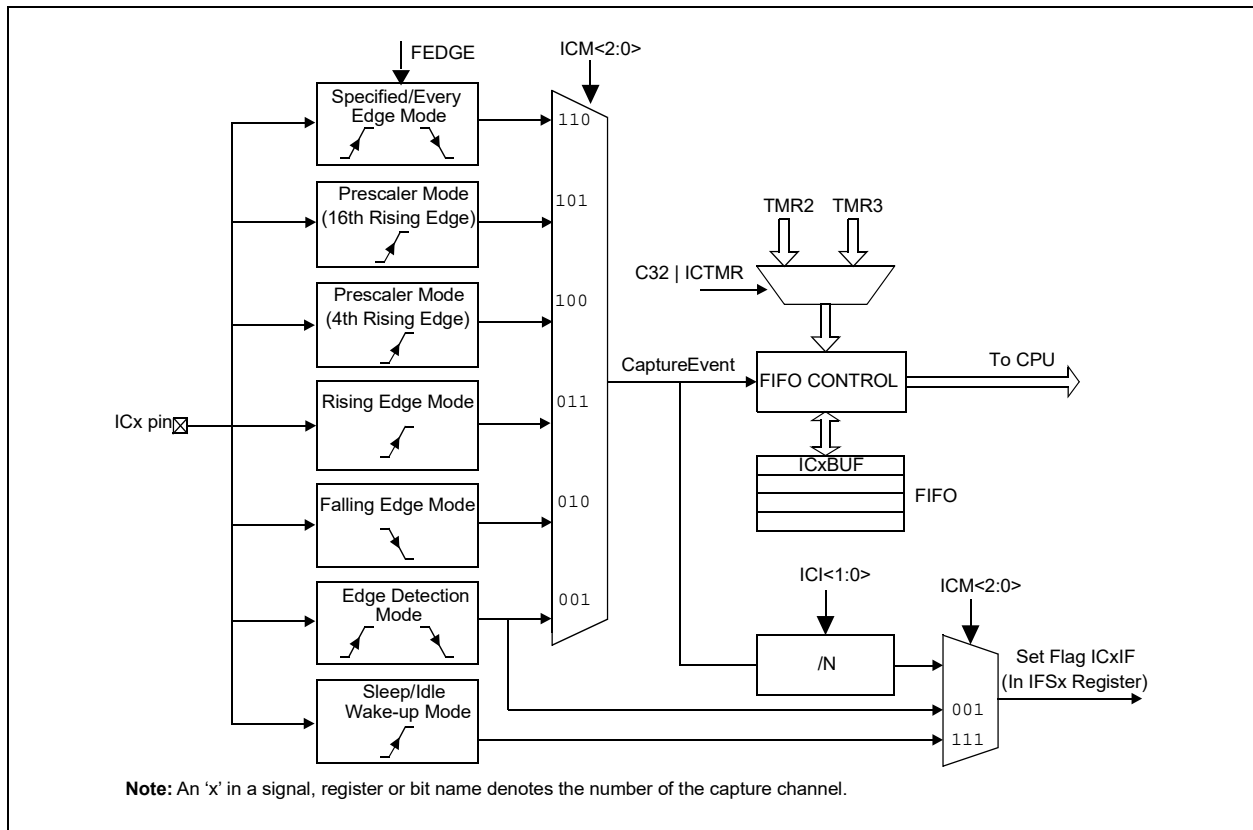 FEDGE
ICM<2:0>
Specified/Every
Edge Mode
110
Prescaler Mode
(16th Rising Edge)
101
TMR2
TMR3
C32 | ICTMR
Prescaler Mode
(4th Rising Edge)
100
CaptureEvent
FIFO CONTROL
To CPU
ICx pin
Rising Edge Mode
011
ICxBUF
FIFO
Falling Edge Mode
010
ICI<1:0>
ICM<2:0>
Edge Detection
Mode
001
/N
Set Flag ICxIF
(In IFSx Register)
Sleep/Idle
Wake-up Mode
001
111
Note: An ‘x’ in a signal, register or bit name denotes the number of the capture channel.